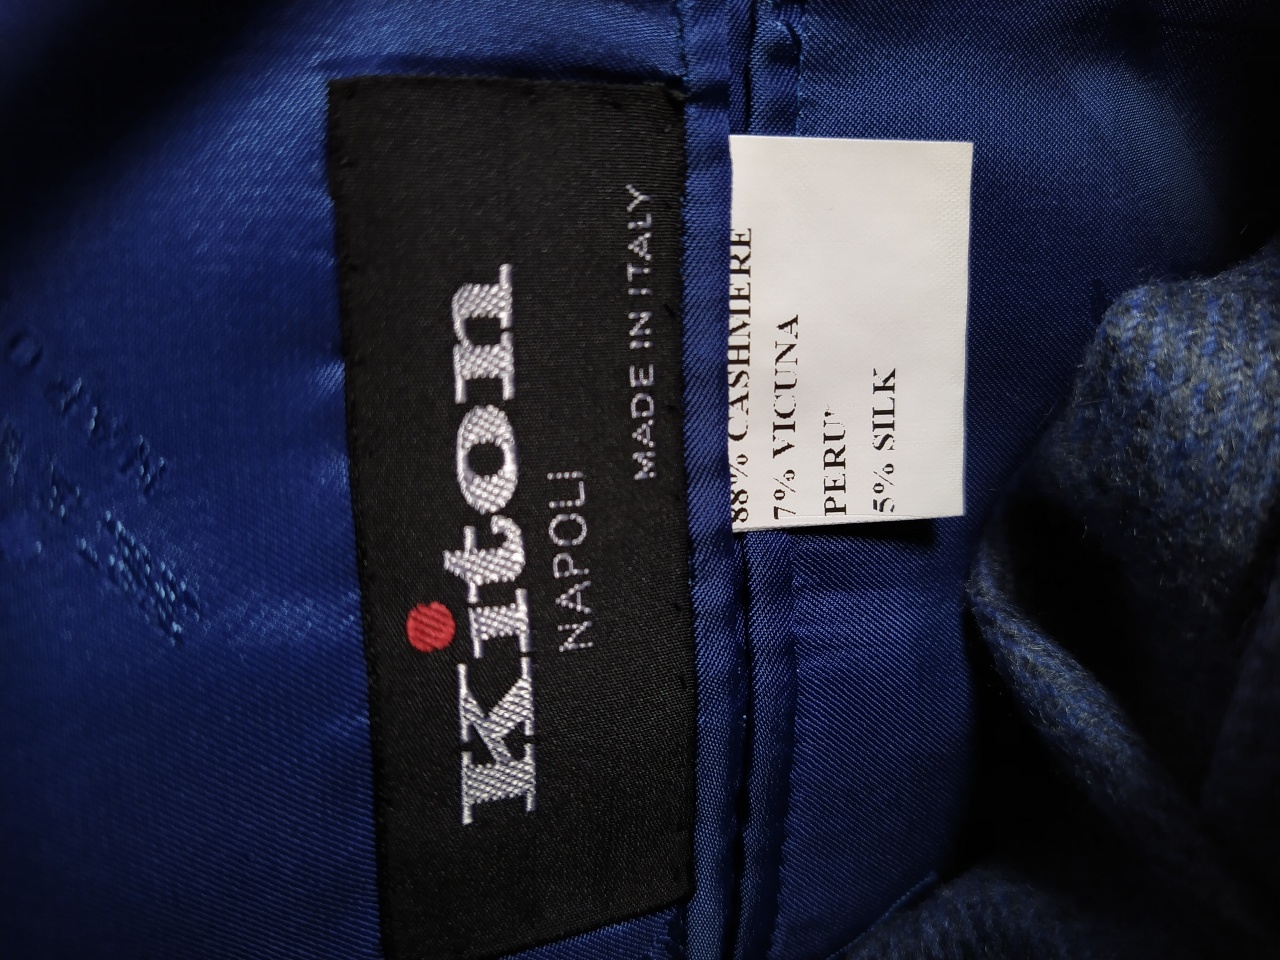 Kiton
NAPOLI
MADE IN ITALY
88% CASHMERE
7% VICUNA
PERU'
5% SILK